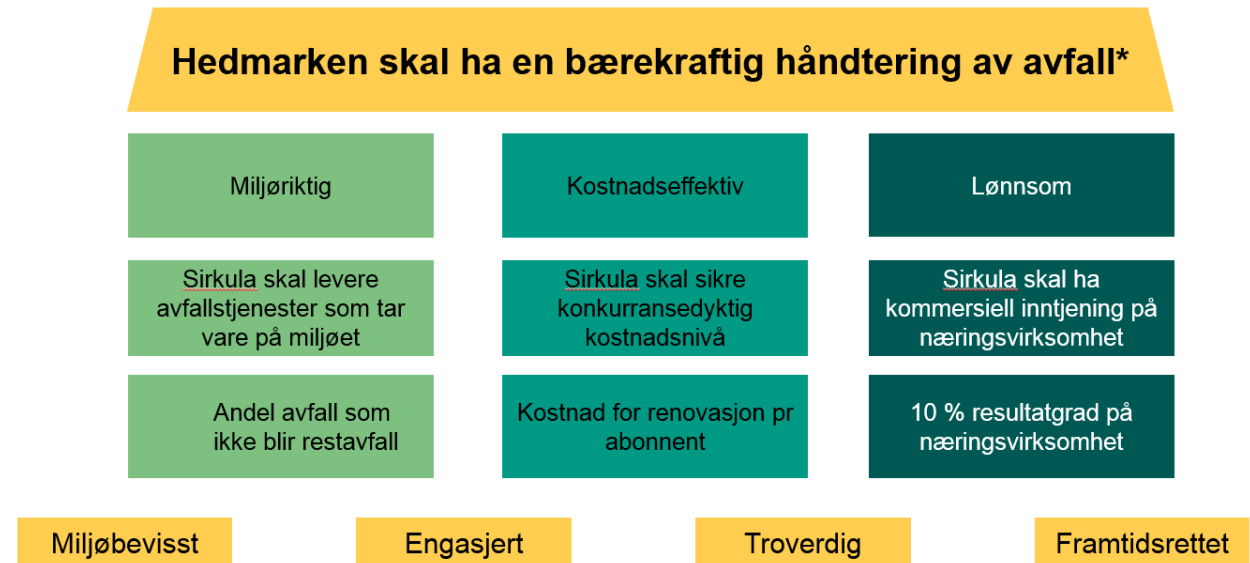 Hedmarken skal ha en bærekraftig håndtering av avfall*
Miljøriktig
Kostnadseffektiv
Lønnsom
Sirkula skal levere
avfallstjenester som tar
vare på miljøet
Sirkula skal sikre
konkurransedyktig
kostnadsnivå
Sirkula skal ha
kommersiell inntjening på
næringsvirksomhet
Andel avfall som
ikke blir restavfall
Kostnad for renovasjon pr
abonnent
10 % resultatgrad på
næringsvirksomhet
Miljøbevisst
Engasjert
Troverdig
Framtidsrettet